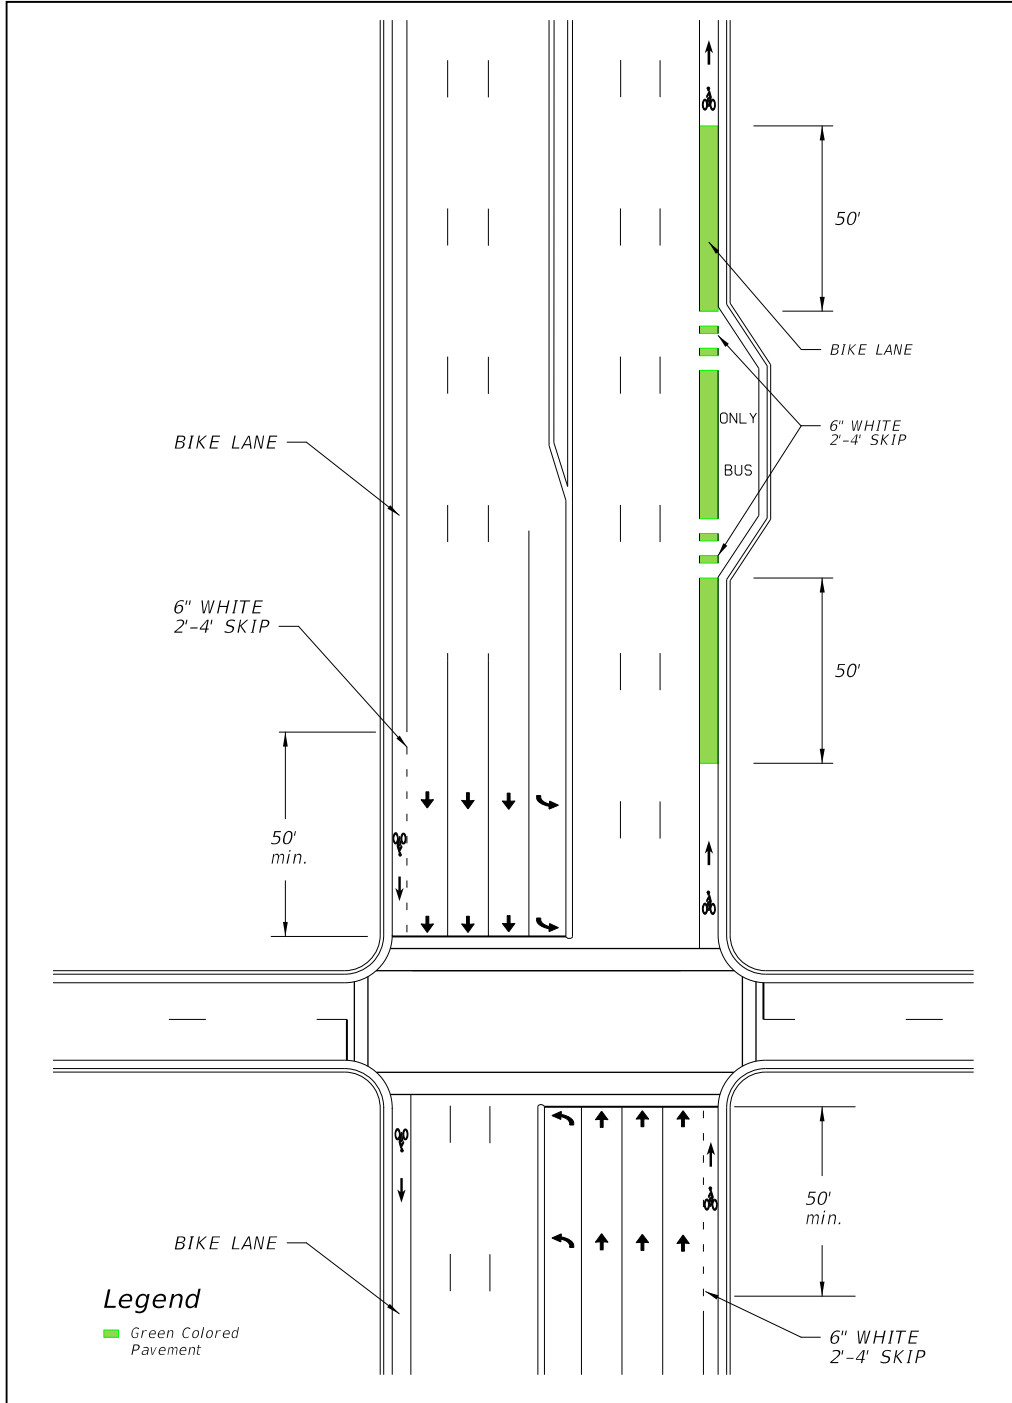 50'
BIKE LANE
ONLY
6" WHITE
2'-4' SKIP
BIKE LANE
BUS
6" WHITE
2'-4' SKIP
50'
50'
min.
50'
min.
BIKE LANE
Legend
Green Colored
Pavement
6" WHITE
2'-4' SKIP